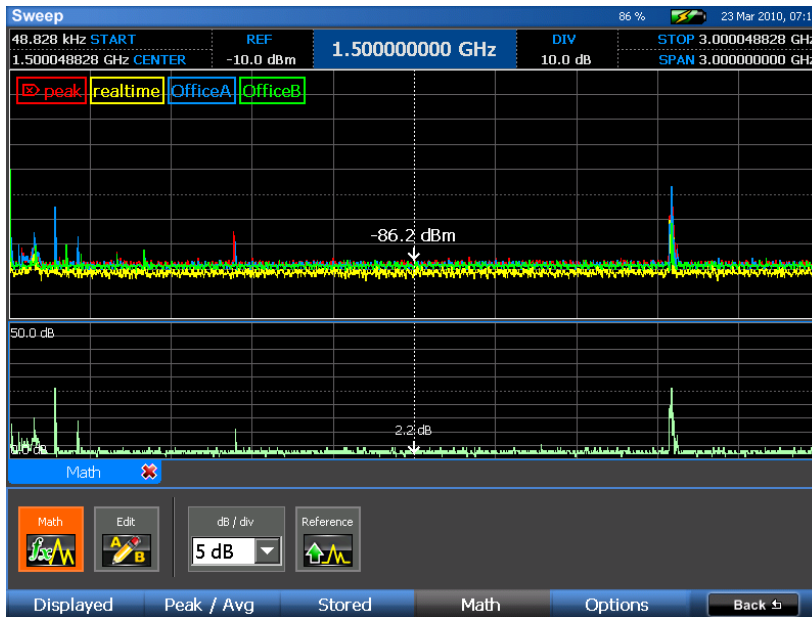 Sweep 86 % 23 Mar 2010, 07:1
48.828 kHz START REF 1.500000000 GHz DIV STOP 3.000048828 GHz
1.500048828 GHz CENTER -10.0 dBm 10.0 dB SPAN 3.000000000 GHz
peak realtime OfficeA OfficeB
-86.2 dBm
50.0 dB
2.2 dB
Math
Math Edit dB / div Reference
5 dB
Displayed Peak / Avg Stored Math Options Back